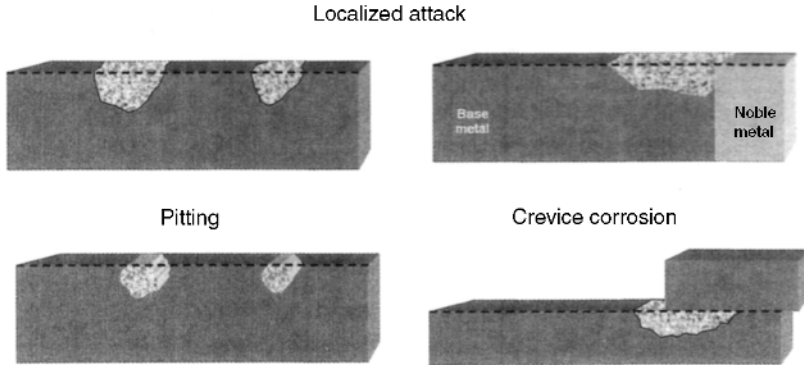 Localized attack
Base
metal
Noble
metal
Pitting
Crevice corrosion